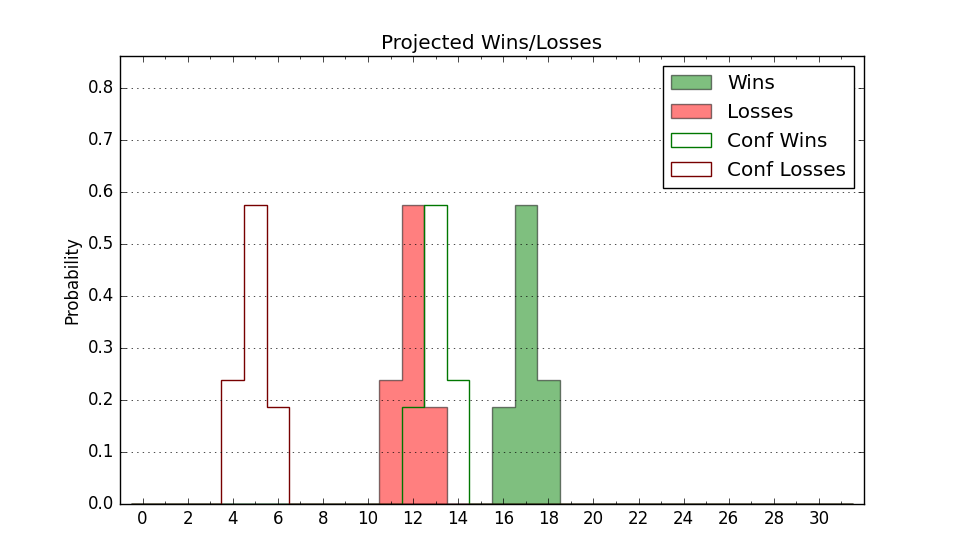 Projected Wins/Losses
Wins
Losses
Conf Wins
Conf Losses
Probability
0.8
0.7
0.6
0.5
0.4
0.3
0.2
0.1
0.0
0 2 4 6 8 10 12 14 16 18 20 22 24 26 28 30